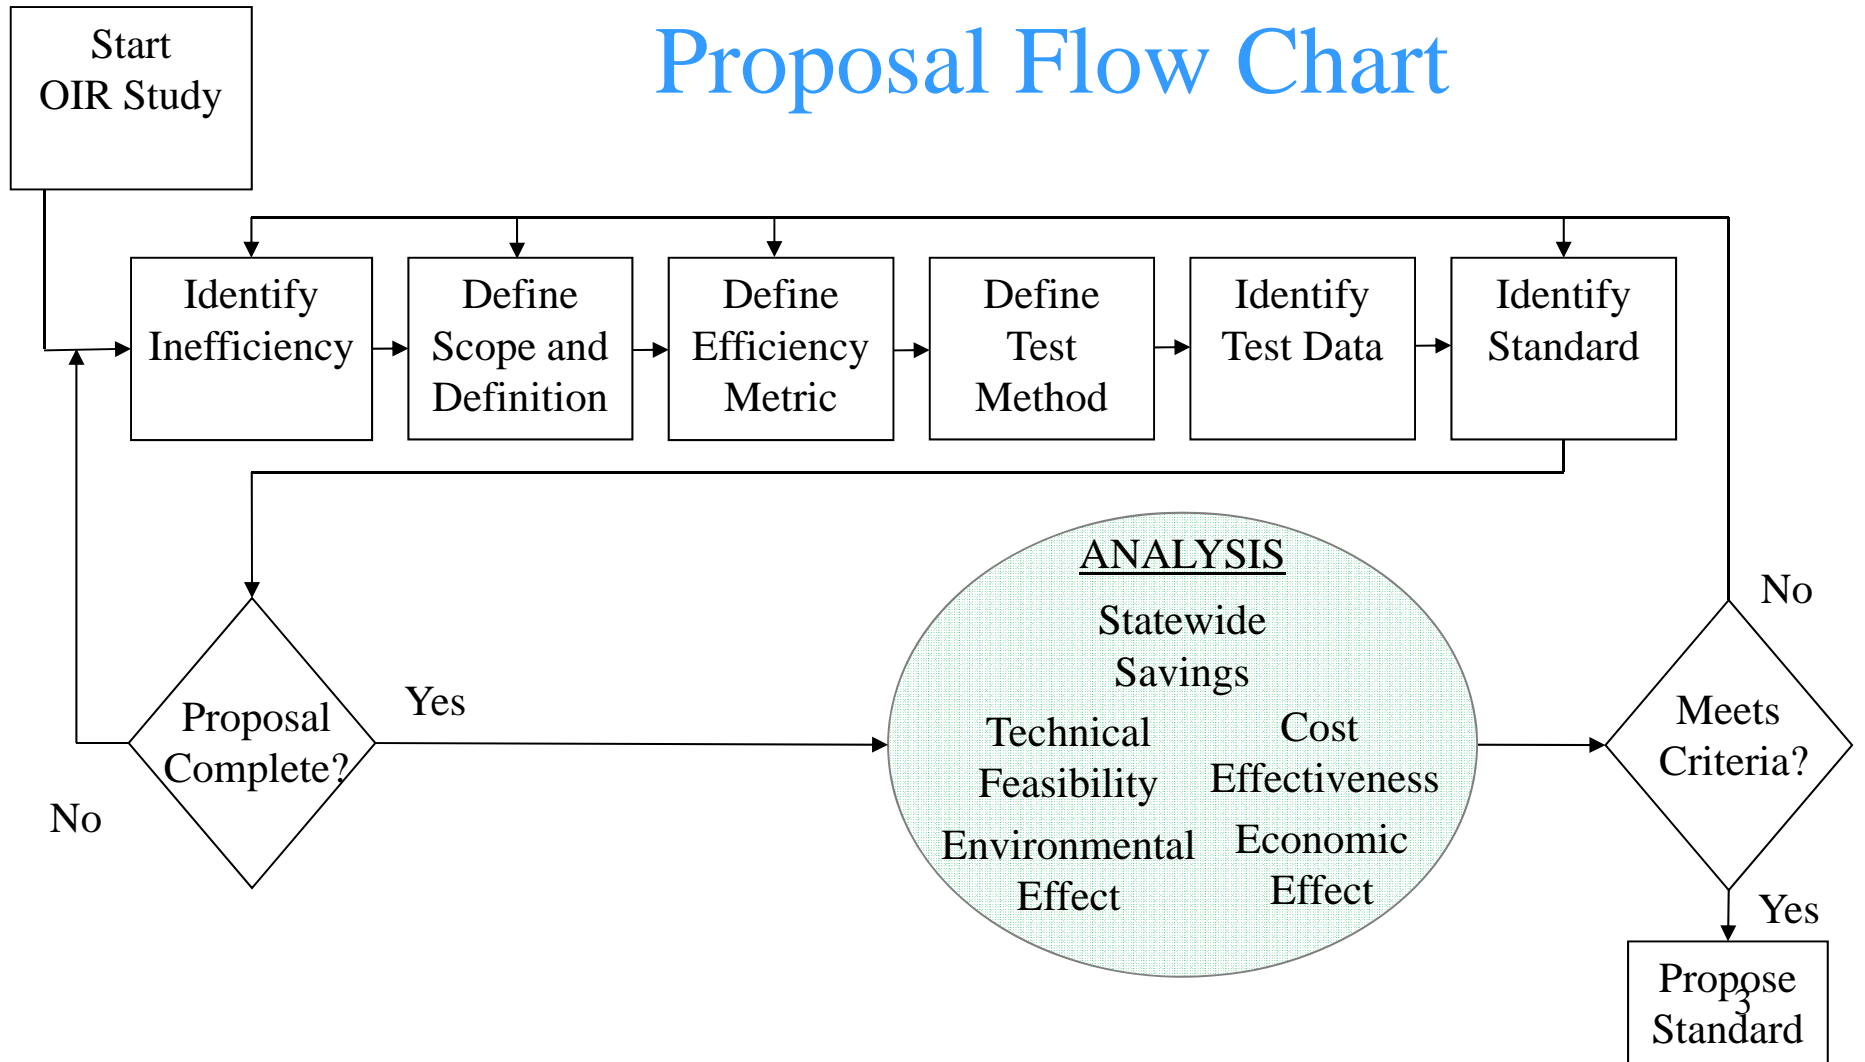 Start
OIR Study
Proposal Flow Chart
Identify
Inefficiency
Define
Scope and
Definition
Define
Efficiency
Metric
Define
Test
Method
Identify
Test Data
Identify
Standard
Proposal
Complete?
Yes
No
ANALYSIS
Statewide
Savings
Technical
Feasibility
Cost
Effectiveness
Environmental
Effect
Economic
Effect
No
Meets
Criteria?
Yes
Propose
Standard
3